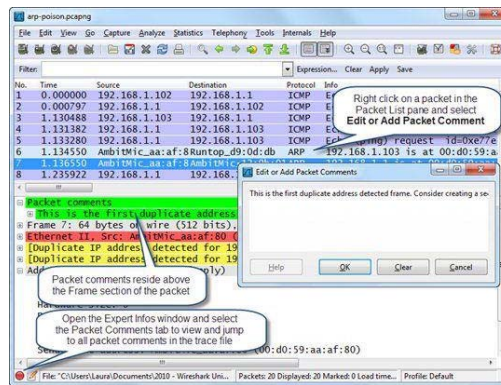 arp-poison.pcapng
File Edit View Go Capture Analyze Statistics Telephony Tools Internals Help
Filter: Expression... Clear Apply Save
No. Time Source Destination Protocol Info
1 0.000000 192.168.1.102 192.168.1.1 ICMP
2 0.000797 192.168.1.1 192.168.1.102 ICMP
3 1.130488 192.168.1.103 192.168.1.1 ICMP
4 1.131382 192.168.1.1 192.168.1.103 ICMP
5 1.133280 192.168.1.103 192.168.1.1 ICMP request id=0xe77e
6 1.134550 AmbitMic_aa:af:8 Runtop_d9:0d:db ARP 192.168.1.103 is at 00:d0:59:a
7 1.136550 AmbitMic_aa:af:8
8 1.235922 192.168.1.1
Right click on a packet in the
Packet List pane and select
Edit or Add Packet Comment
Edit or Add Packet Comments
This is the first duplicate address detected frame. Consider creating a se
Help OK Clear Cancel
Packet comments
This is the first duplicate address
Frame 7: 64 bytes on wire (512 bits),
Ethernet II, Src: AmbitMic_aa:af:80
[Duplicate IP address detected for 19
[Duplicate IP address detected for 19
Packet comments reside above
the Frame section of the packet
Open the Expert Infos window and select
the Packet Comments tab to view and jump
to all packet comments in the trace file
(00:d0:59:aa:af:80)
File: "C:\Users\Laura\Documents\2010 - Wireshark Uni... Packets: 20 Displayed: 20 Marked: 0 Load time... Profile: Default